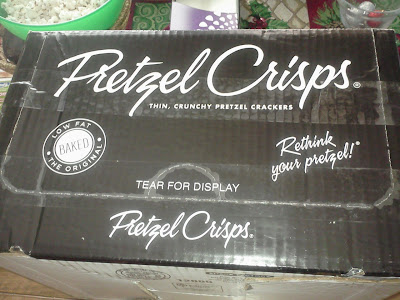 Pretzel Crisps®
THIN, CRUNCHY PRETZEL CRACKERS
LOW FAT
BAKED
THE ORIGINAL
Rethink
your pretzel!®
TEAR FOR DISPLAY
Pretzel Crisps®